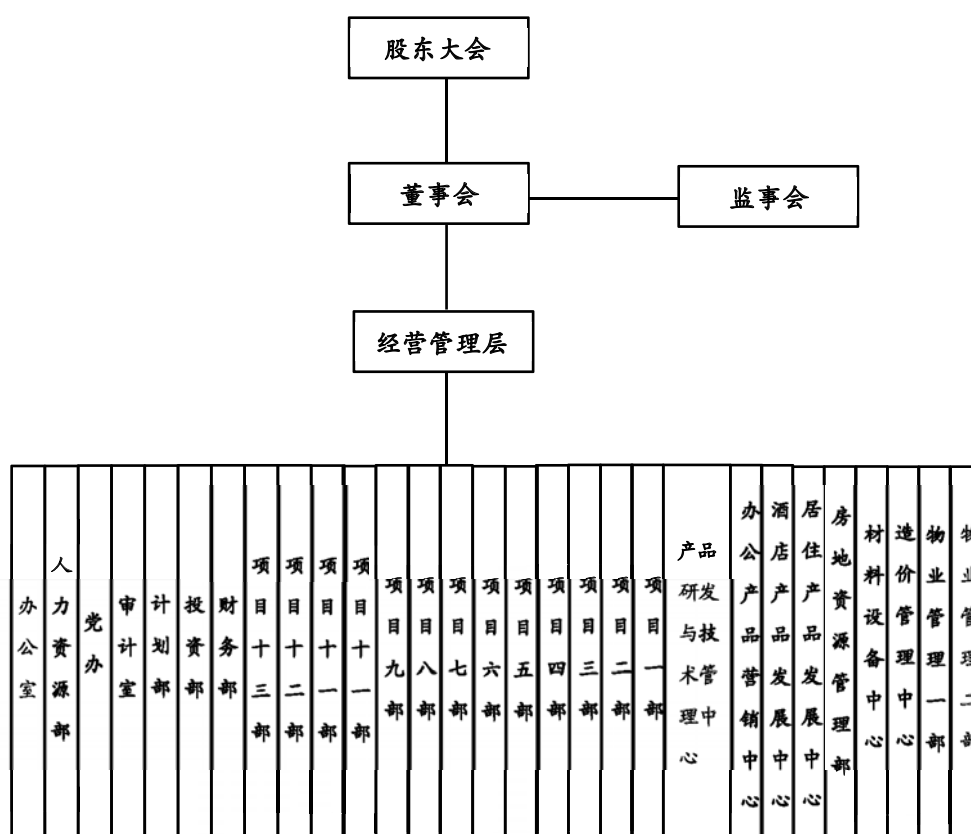 股东大会
董事会
监事会
经营管理层
办公室
人力资源部
党办
审计室
计划部
投资部
财务部
项目十三部
项目十二部
项目十一部
项目十一部
项目九部
项目八部
项目七部
项目六部
项目五部
项目四部
项目三部
项目二部
项目一部
产品
研发
与技
术管
理中
心
办公产品营销中心
酒店产品发展中心
居住产品发展中心
房地资源管理部
材料设备中心
造价管理中心
物业管理一部
物业管理二部